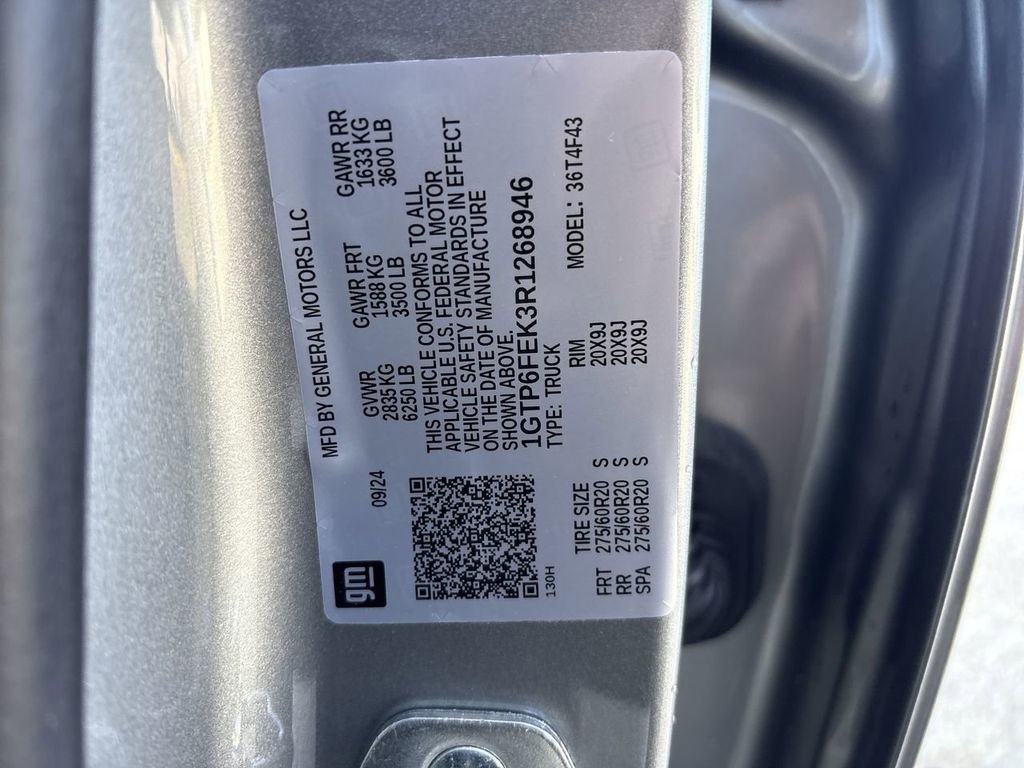 MFD BY GENERAL MOTORS LLC
09/24 GVWR GAWR FRT GAWR RR
2835 KG 1588 KG 1633 KG
6250 LB 3500 LB 3600 LB
THIS VEHICLE CONFORMS TO ALL
APPLICABLE U.S. FEDERAL MOTOR
VEHICLE SAFETY STANDARDS IN EFFECT
ON THE DATE OF MANUFACTURE
SHOWN ABOVE.
1GTP6FEK3R1268946
TYPE: TRUCK MODEL: 36T4F43
gm
130H
TIRE SIZE RIM
FRT 275/60R20 S 20X9J
RR 275/60R20 S 20X9J
SPA 275/60R20 S 20X9J